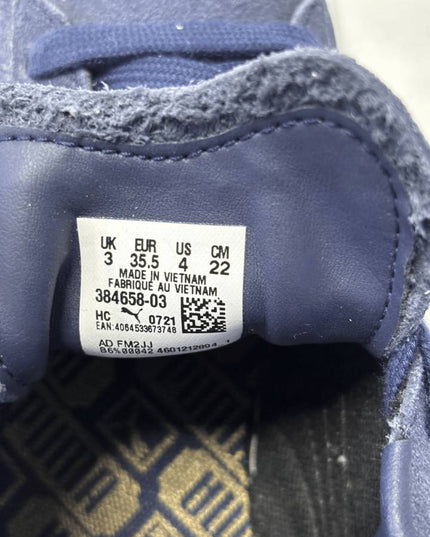 UK EUR US CM
3 35.5 4 22
MADE IN VIETNAM
FABRIQUÉ AU VIETNAM
384658-03
HC 0721
EAN:4064533673748
AD FM2JJ